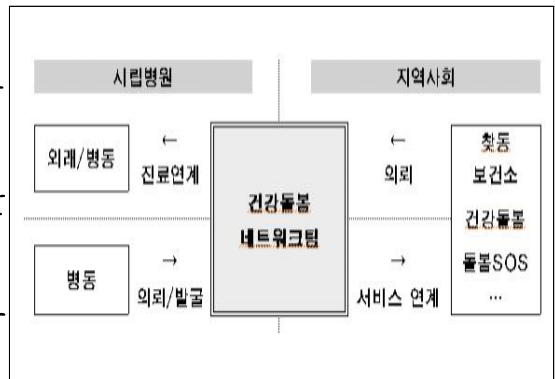 시립병원
지역사회
외래/병동
←
진료연계
건강돌봄
네트워크팀
←
의뢰
찾동
보건소
건강돌봄
돌봄SOS
...
병동
→
의뢰/발굴
→
서비스 연계